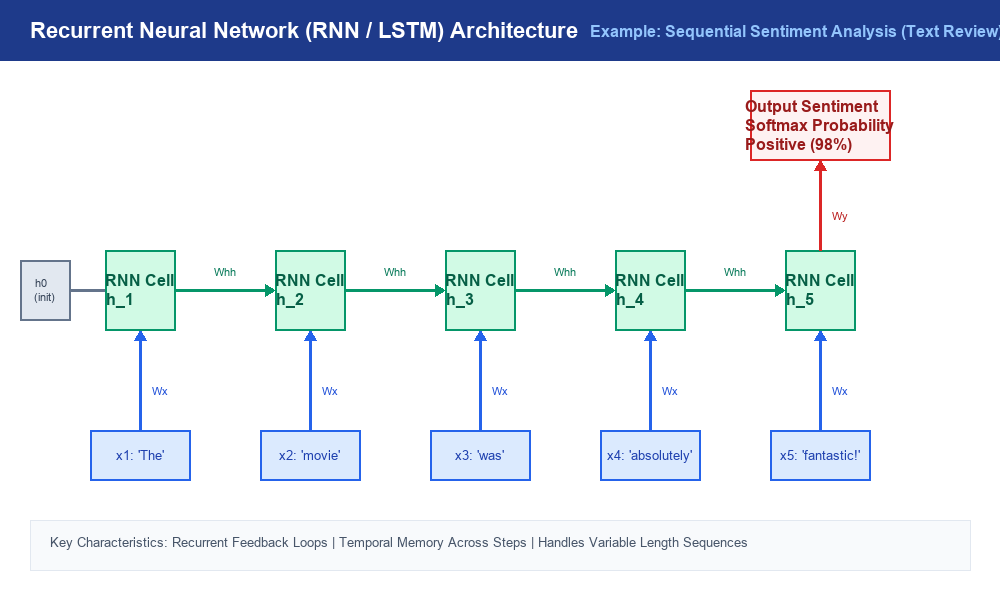 Recurrent Neural Network (RNN / LSTM) Architecture
Example: Sequential Sentiment Analysis (Text Review)
Output Sentiment
Softmax Probability
Positive (98%)
Wy
h0
(init)
RNN Cell
h_1
Whh
RNN Cell
h_2
Whh
RNN Cell
h_3
Whh
RNN Cell
h_4
Whh
RNN Cell
h_5
Wx
Wx
Wx
Wx
Wx
x1: 'The'
x2: 'movie'
x3: 'was'
x4: 'absolutely'
x5: 'fantastic!'
Key Characteristics: Recurrent Feedback Loops | Temporal Memory Across Steps | Handles Variable Length Sequences